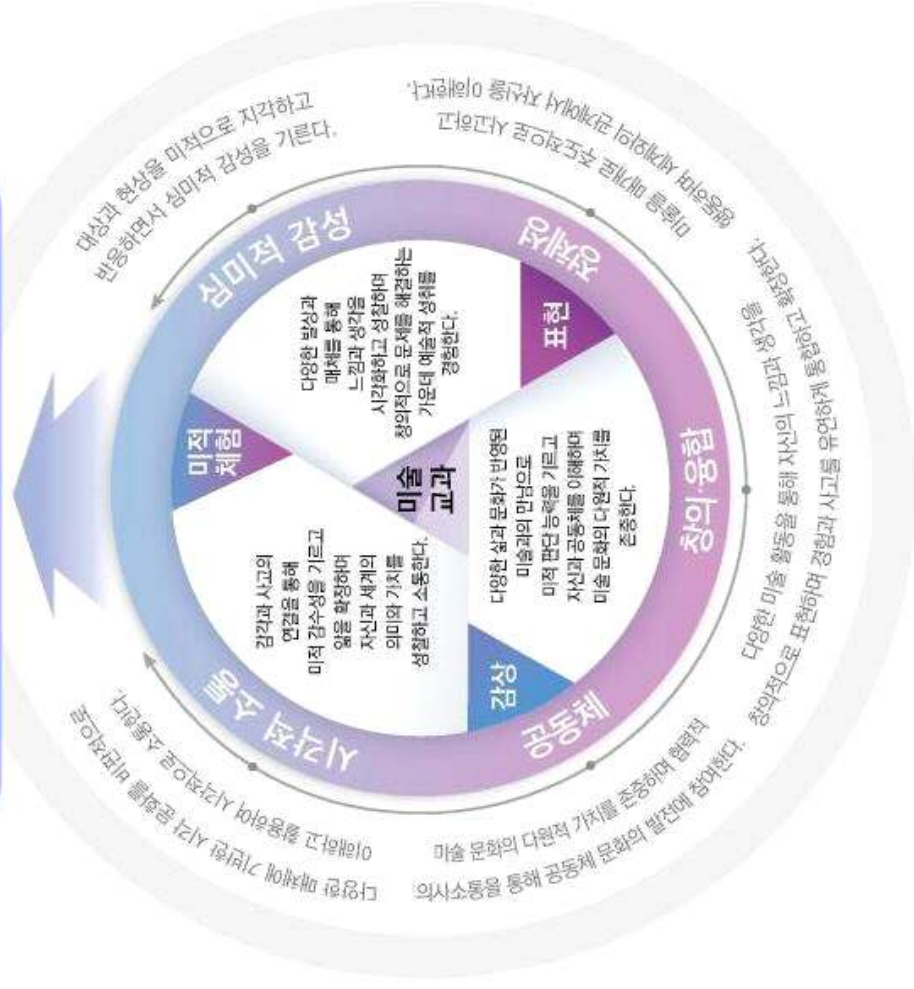 미술
교과
미적
체험
감각과 사고의
연결을 통해
미적 감수성을 기르고
앎을 확장하며
자신과 세계의
의미와 가치를
성찰하고 소통한다.
표현
다양한 발상과
매체를 통해
느낌과 생각을
시각화하고 성찰하며
창의적으로 문제를 해결하는
가운데 예술적 성취를
경험한다.
감상
다양한 삶과 문화가 반영된
미술과의 만남으로
미적 판단 능력을 기르고
자신과 공동체를 이해하며
미술 문화의 다원적 가치를
존중한다.
심미적 감성
대상과 현상을 미적으로 지각하고
반응하면서 심미적 감성을 기른다.
정체성
미술을 매개로 주도적으로 사고하고
행동하며 세계와의 관계에서 자신을 이해한다.
창의·융합
다양한 미술 활동을 통해 자신의 느낌과 생각을
창의적으로 표현하며 경험과 사고를 유연하게 통합하고 확장한다.
공동체
미술 문화의 다원적 가치를 존중하며 협력적
의사소통을 통해 공동체 문화의 발전에 참여한다.
시각적 소통
다양한 매체에 기반한 시각 문화를 비판적으로
이해하고 활용하여 시각적으로 소통한다.